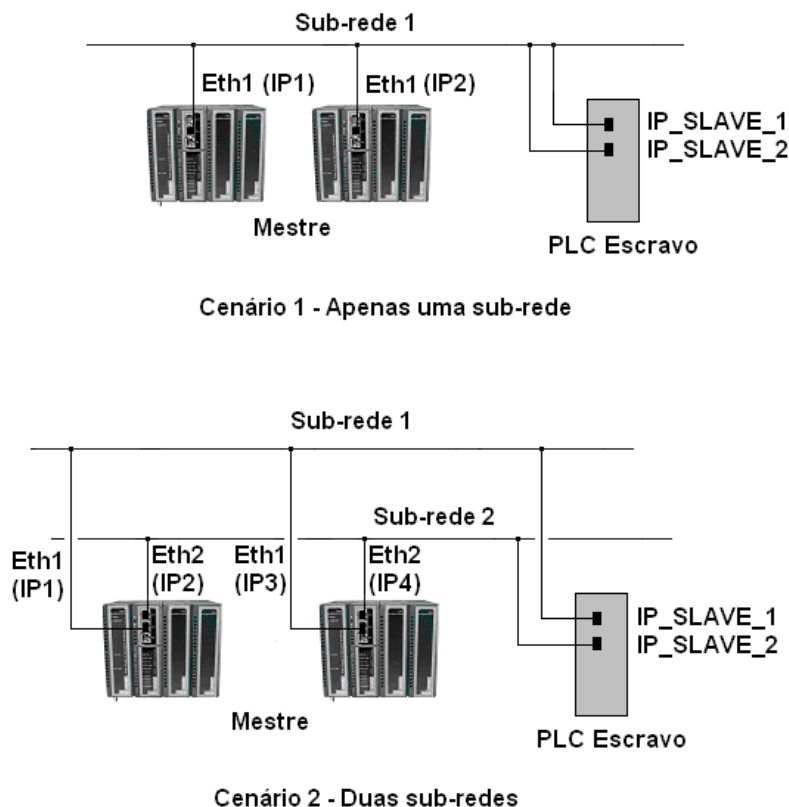 Sub-rede 1
Eth1 (IP1)
Eth1 (IP2)
IP_SLAVE_1
IP_SLAVE_2
Mestre
PLC Escravo
Cenário 1 - Apenas uma sub-rede
Sub-rede 1
Sub-rede 2
Eth1
(IP1)
Eth2
(IP2)
Eth1
(IP3)
Eth2
(IP4)
IP_SLAVE_1
IP_SLAVE_2
Mestre
PLC Escravo
Cenário 2 - Duas sub-redes